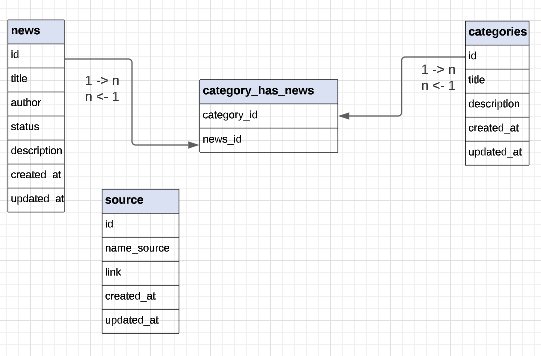 news
id
title
author
status
description
created_at
updated_at
1 -> n
n <- 1
category_has_news
category_id
news_id
1 -> n
n <- 1
categories
id
title
description
created_at
updated_at
source
id
name_source
link
created_at
updated_at